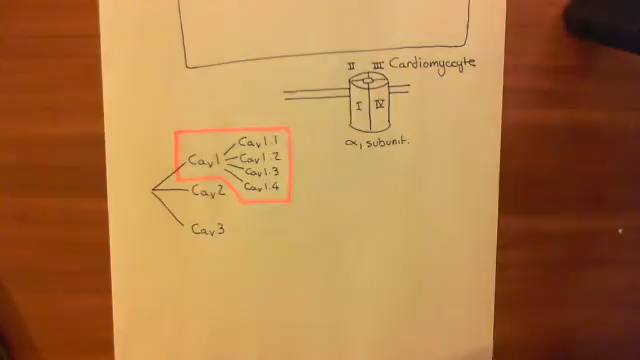 II III Cardiomyocyte
I IV
α₁ subunit.
Cav1.1
Cav1 Cav1.2
Cav1.3
Cav2 Cav1.4
Cav3